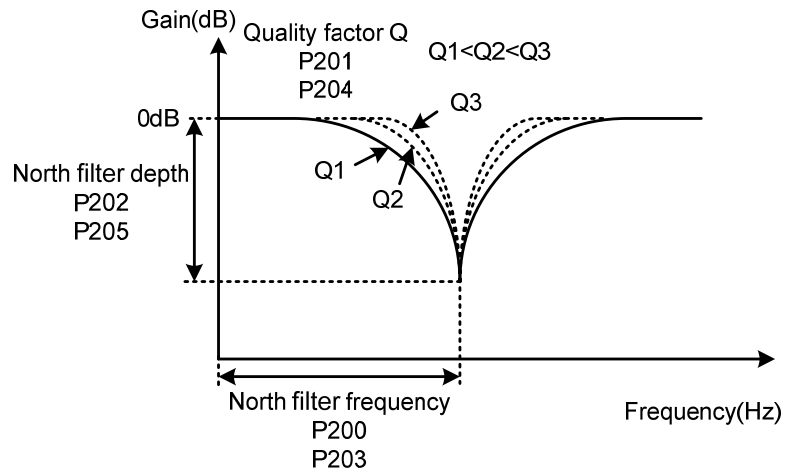 Gain(dB)
Quality factor Q
P201
P204
Q1<Q2<Q3
0dB
Q3
North filter depth
P202
P205
Q1
Q2
North filter frequency
P200
P203
Frequency(Hz)